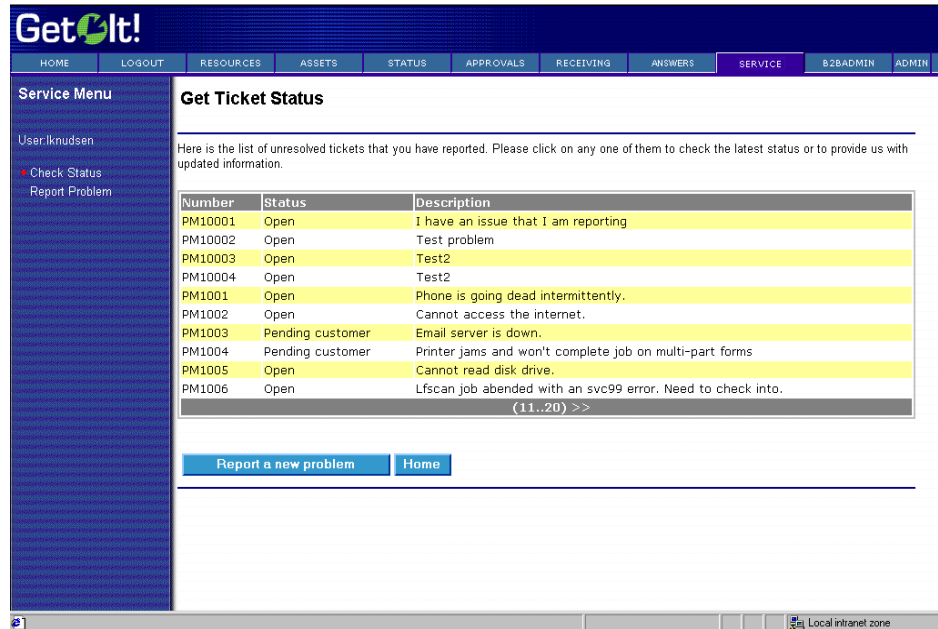 Get It!
HOME LOGOUT RESOURCES ASSETS STATUS APPROVALS RECEIVING ANSWERS SERVICE B2BADMIN ADMIN
Service Menu
User:lknudsen
Check Status
Report Problem
Get Ticket Status
Here is the list of unresolved tickets that you have reported. Please click on any one of them to check the latest status or to provide us with
updated information.
Number Status Description
PM10001 Open I have an issue that I am reporting
PM10002 Open Test problem
PM10003 Open Test2
PM10004 Open Test2
PM1001 Open Phone is going dead intermittently.
PM1002 Open Cannot access the internet.
PM1003 Pending customer Email server is down.
PM1004 Pending customer Printer jams and won't complete job on multi-part forms
PM1005 Open Cannot read disk drive.
PM1006 Open Lfscan job abended with an svc99 error. Need to check into.
(11..20) >>
Report a new problem Home
Local intranet zone